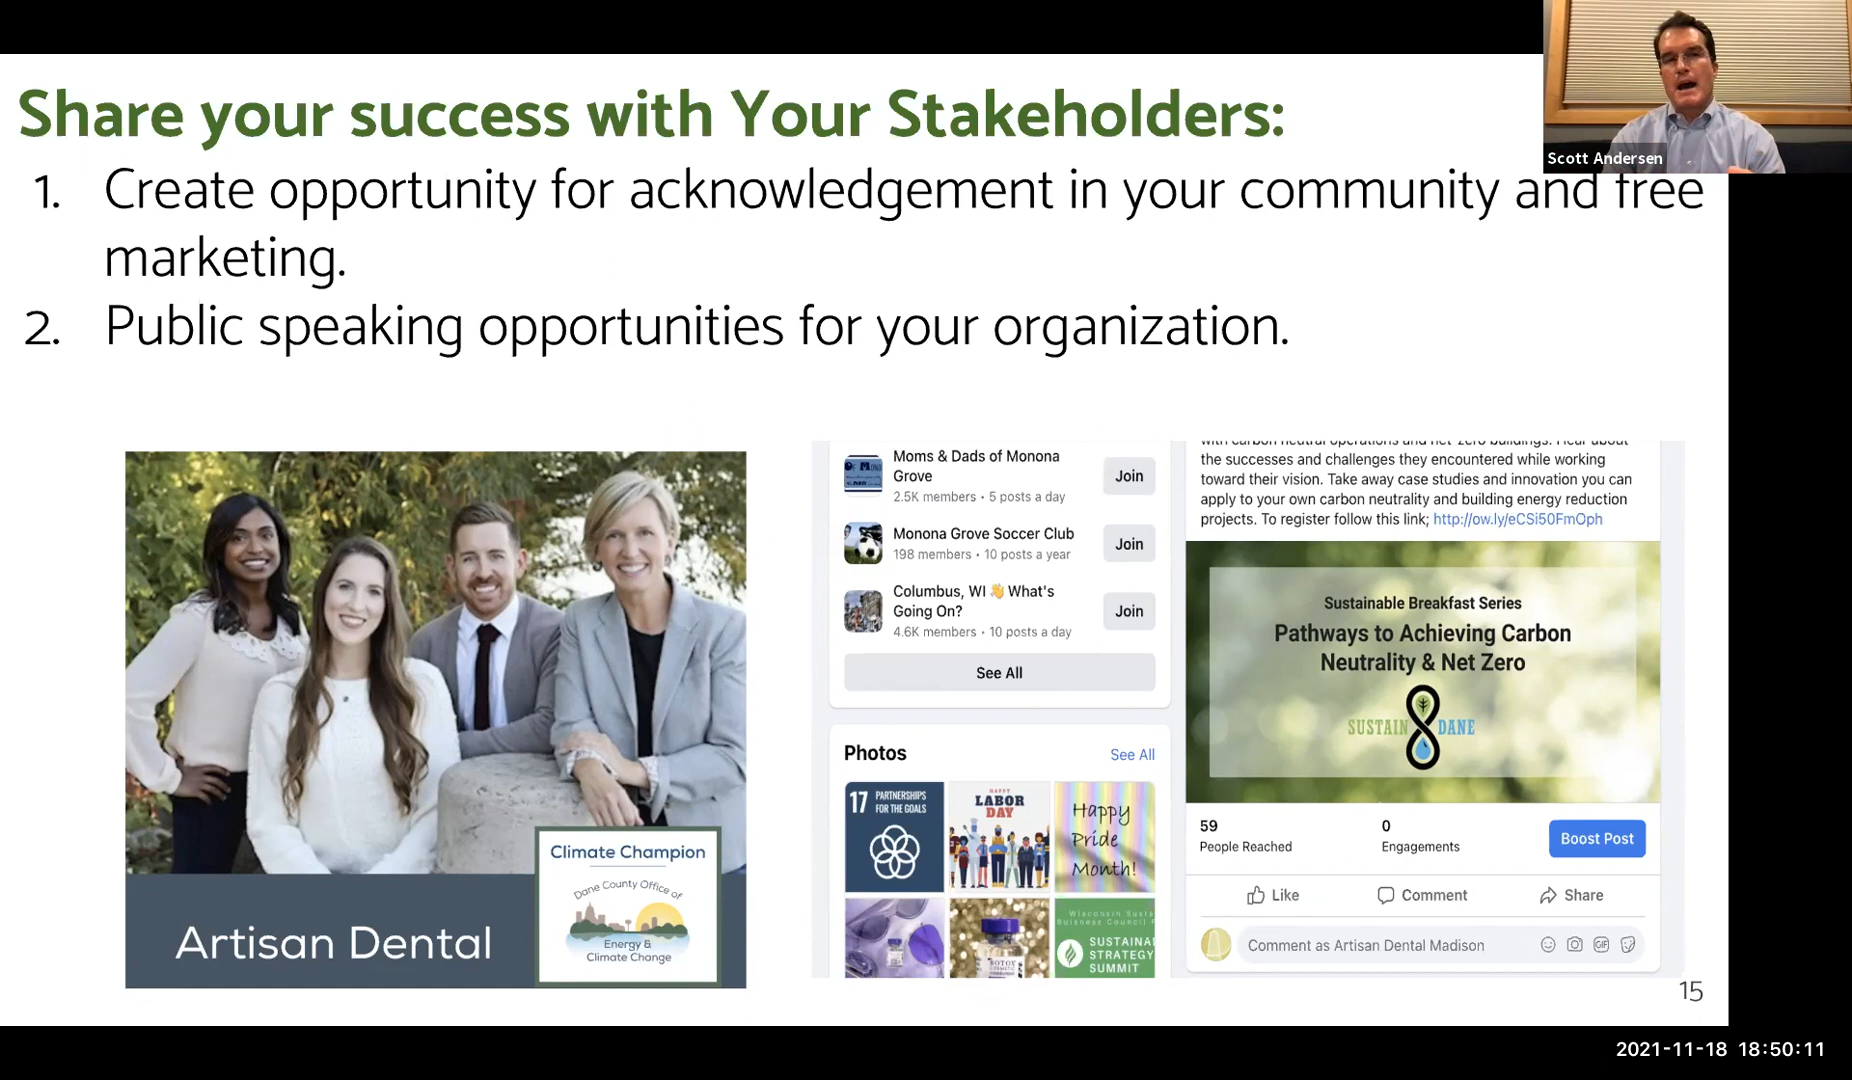 Share your success with Your Stakeholders:
Scott Andersen
1. Create opportunity for acknowledgement in your community and free
marketing.
2. Public speaking opportunities for your organization.
Climate Champion
Dane County Office of
Energy &
Climate Change
Artisan Dental
Moms & Dads of Monona
Grove
2.5K members • 5 posts a day
Join
Monona Grove Soccer Club
198 members • 10 posts a year
Join
Columbus, WI 👋 What's
Going On?
4.6K members • 10 posts a day
Join
See All
Photos
See All
17 PARTNERSHIPS
FOR THE GOALS
HAPPY
LABOR
DAY
Happy
Pride
Month!
BOTOX
COSMETIC
Wisconsin Susta
Business Council
SUSTAINA
STRATEGY
SUMMIT
with carbon neutral operations and net-zero buildings. Hear about
the successes and challenges they encountered while working
toward their vision. Take away case studies and innovation you can
apply to your own carbon neutrality and building energy reduction
projects. To register follow this link; http://ow.ly/eCSi50FmOph
Sustainable Breakfast Series
Pathways to Achieving Carbon
Neutrality & Net Zero
SUSTAIN DANE
59
People Reached
0
Engagements
Boost Post
Like
Comment
Share
Comment as Artisan Dental Madison
GIF
15
2021-11-18 18:50:11